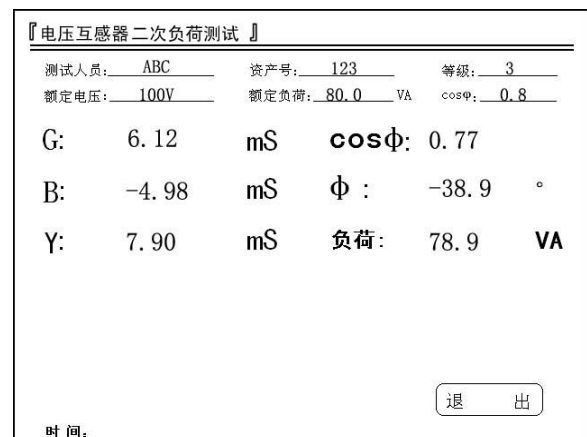 『电压互感器二次负荷测试 』
测试人员: ABC 资产号: 123 等级: 3
额定电压: 100V 额定负荷: 80.0 VA cosφ: 0.8
G: 6.12 mS cosф: 0.77
B: -4.98 mS ф : -38.9 °
Y: 7.90 mS 负荷: 78.9 VA
退 出
时间: